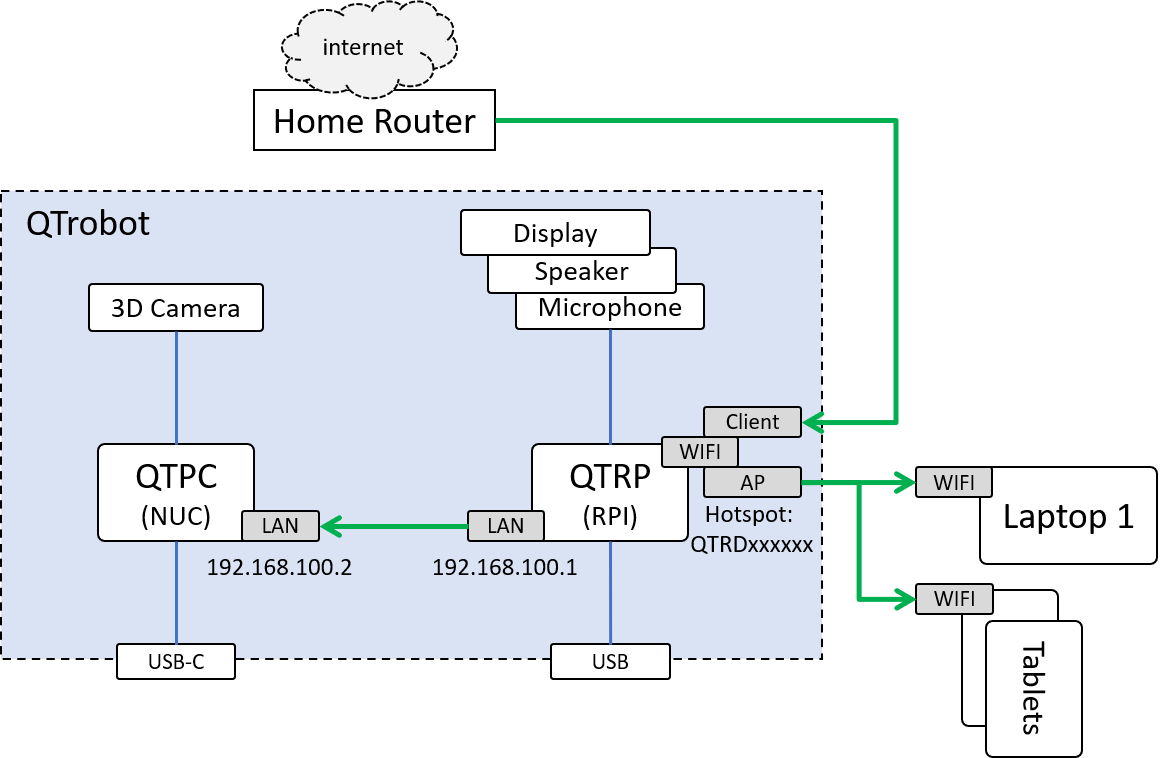 internet
Home Router
QTrobot
Display
Speaker
Microphone
3D Camera
Client
WIFI
AP
QTPC
(NUC)
LAN
QTRP
(RPI)
LAN
Hotspot:
QTRDxxxxxx
192.168.100.2
192.168.100.1
WIFI
Laptop 1
WIFI
Tablets
USB-C
USB